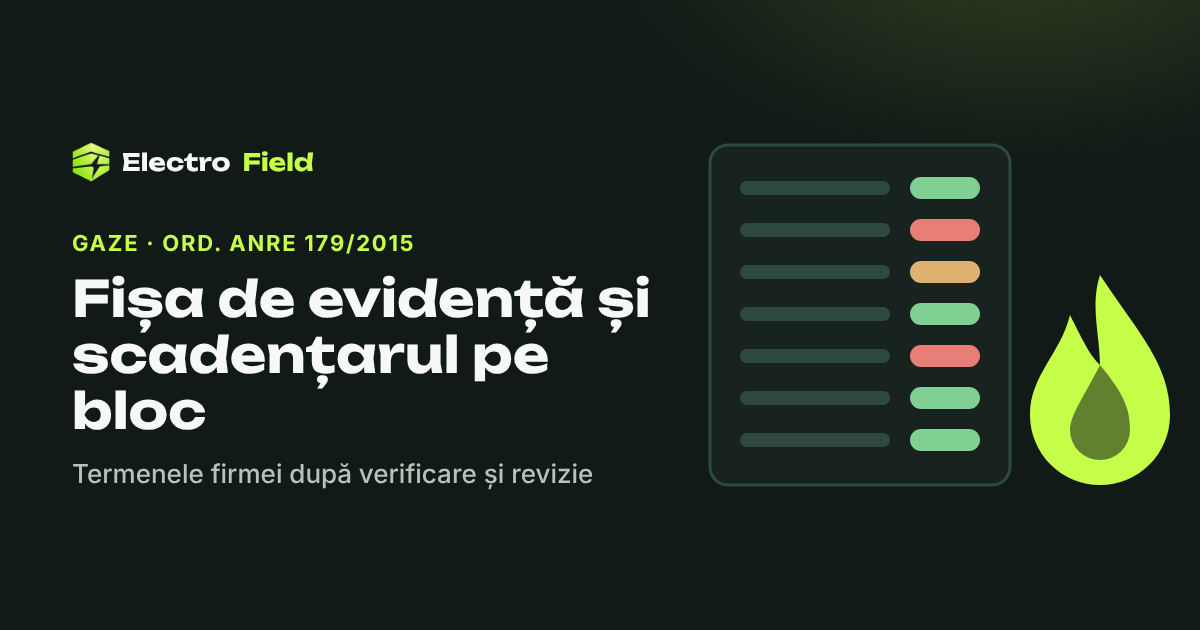 Electro Field
GAZE · ORD. ANRE 179/2015
Fișa de evidență și
scadențarul pe
bloc
Termenele firmei după verificare și revizie